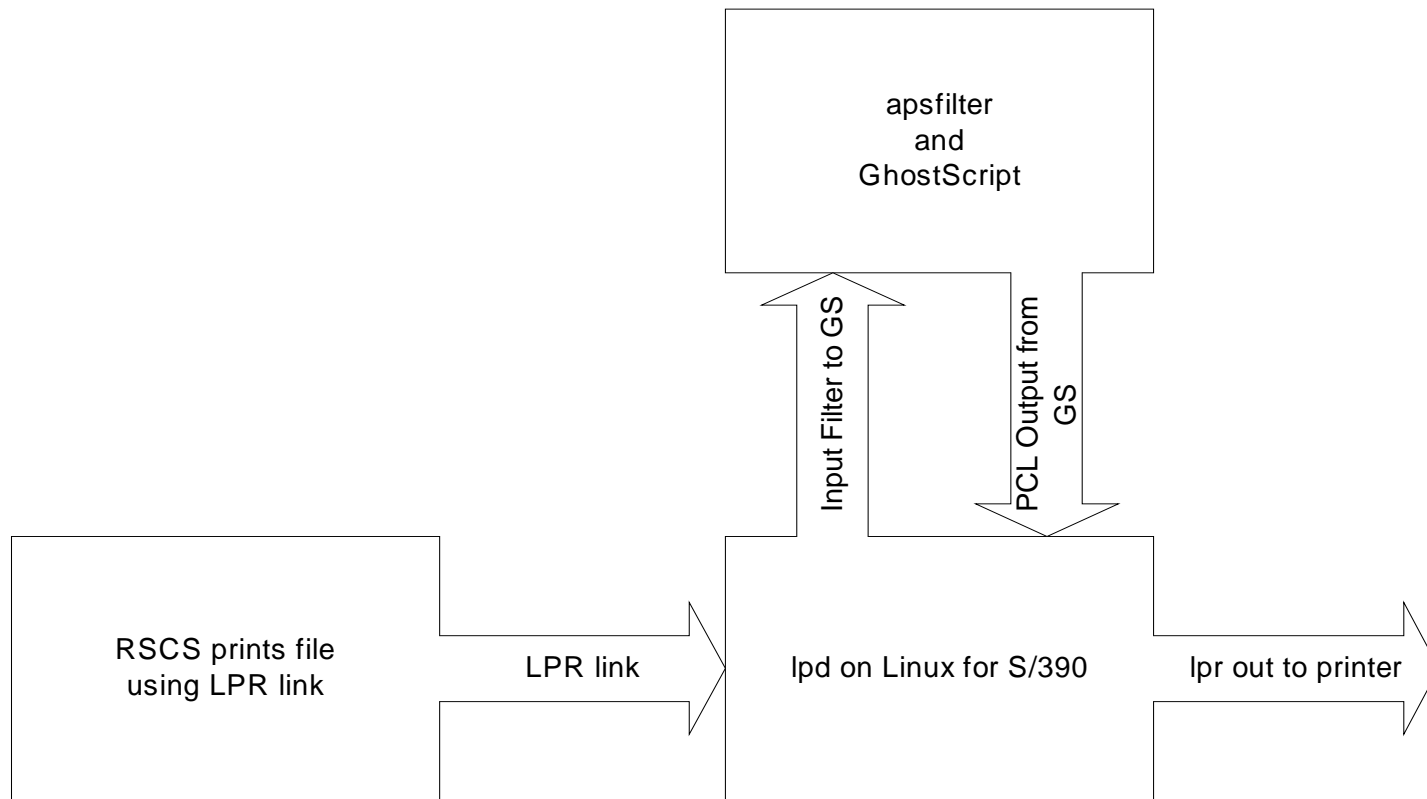 apsfilter
and
GhostScript
Input Filter to GS
PCL Output from
GS
RSCS prints file
using LPR link
LPR link
lpd on Linux for S/390
lpr out to printer